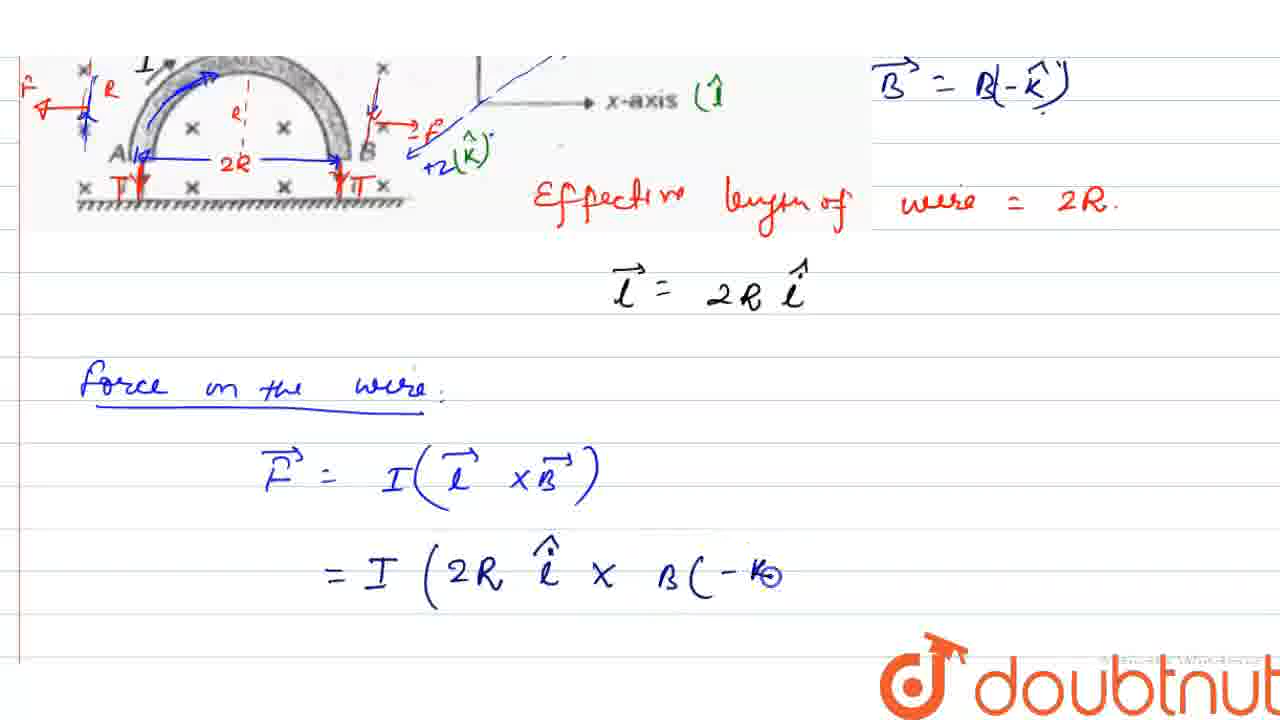 I
F R
R
x-axis (î
B⃗ = B(-k̂)
F
+z(k̂)
A 2R B
T T
Effective length of wire = 2R.
l⃗ = 2R î
Force on the wire:
F⃗ = I(l⃗ × B⃗)
= I (2R î × B(-k
doubtnut